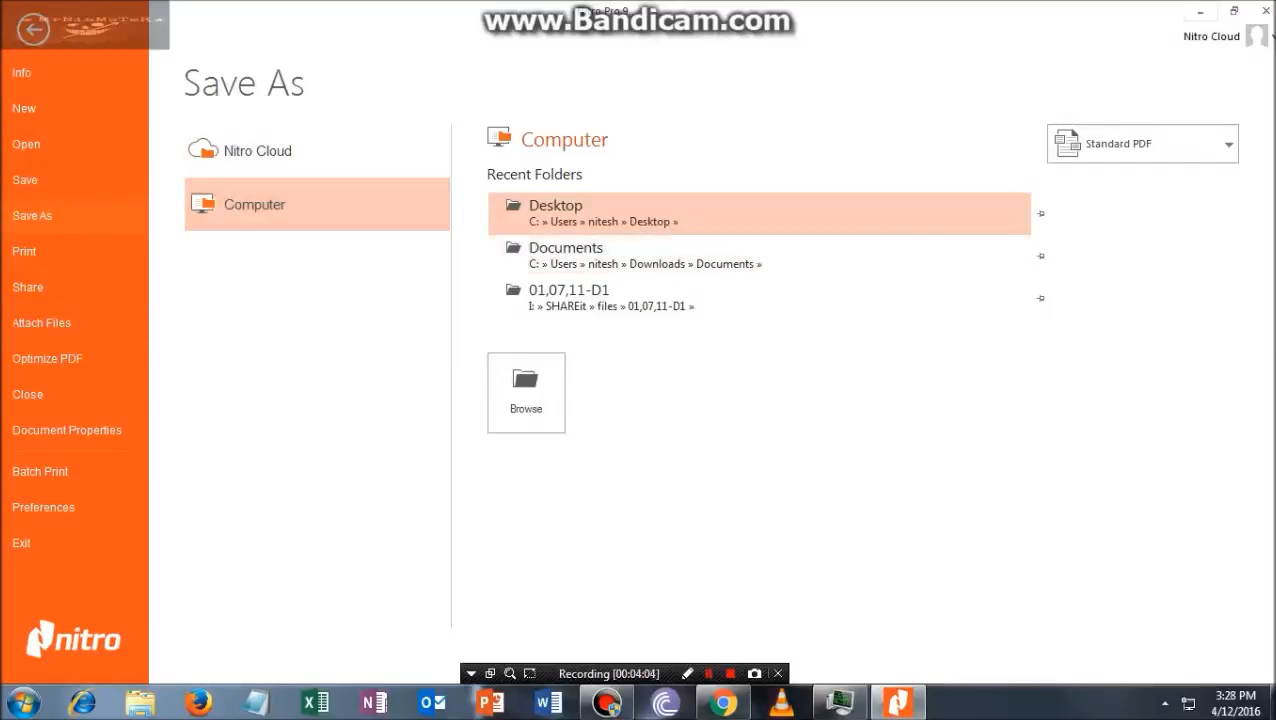 www.Bandicam.com
Nitro Cloud
Info
New
Open
Save
Save As
Print
Share
Attach Files
Optimize PDF
Close
Document Properties
Batch Print
Preferences
Exit
nitro
Save As
Nitro Cloud
Computer
Computer
Recent Folders
Desktop
C: » Users » nitesh » Desktop »
Documents
C: » Users » nitesh » Downloads » Documents »
01,07,11-D1
I: » SHAREit » files » 01,07,11-D1 »
Browse
Standard PDF
Recording [00:04:04]
3:28 PM
4/12/2016